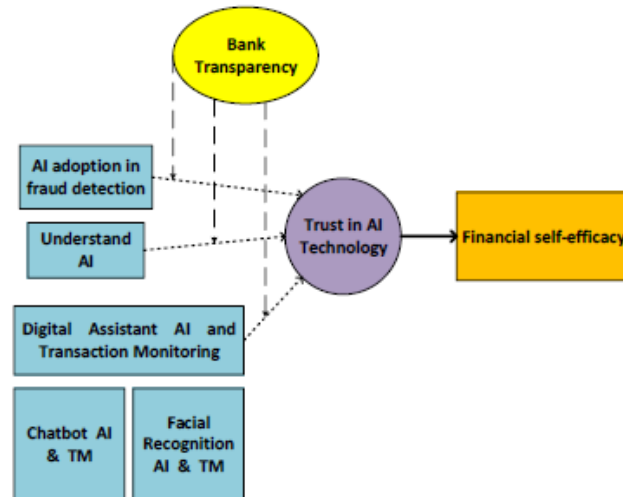 Bank
Transparency
AI adoption in
fraud detection
Understand
AI
Trust in AI
Technology
Financial self-efficacy
Digital Assistant AI and
Transaction Monitoring
Chatbot AI
& TM
Facial
Recognition
AI & TM